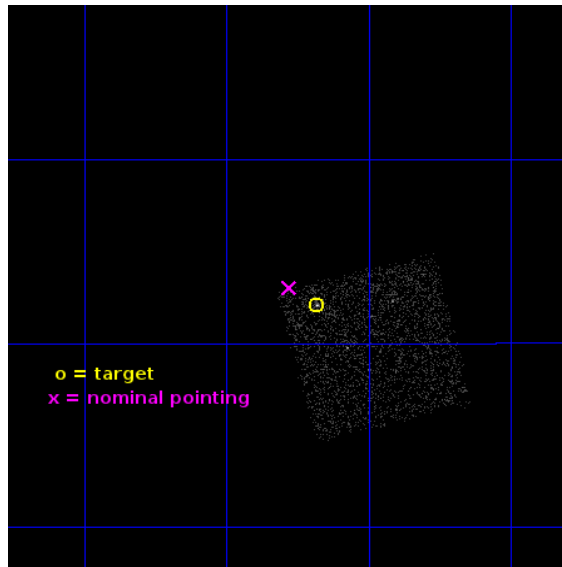 o = target
x = nominal pointing